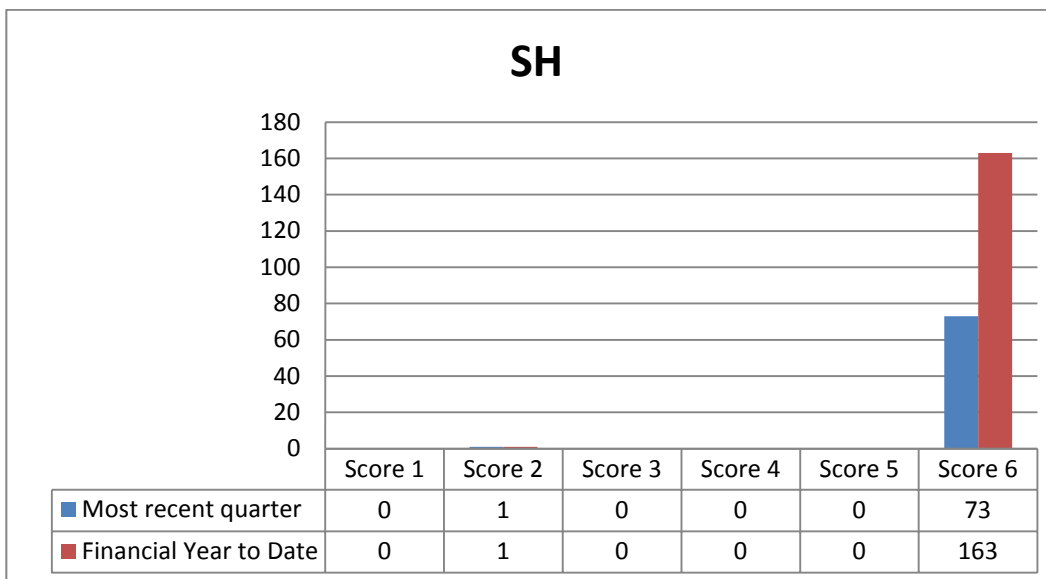 SH
180
160
140
120
100
80
60
40
20
0
Score 1 Score 2 Score 3 Score 4 Score 5 Score 6
Most recent quarter 0 1 0 0 0 73
Financial Year to Date 0 1 0 0 0 163